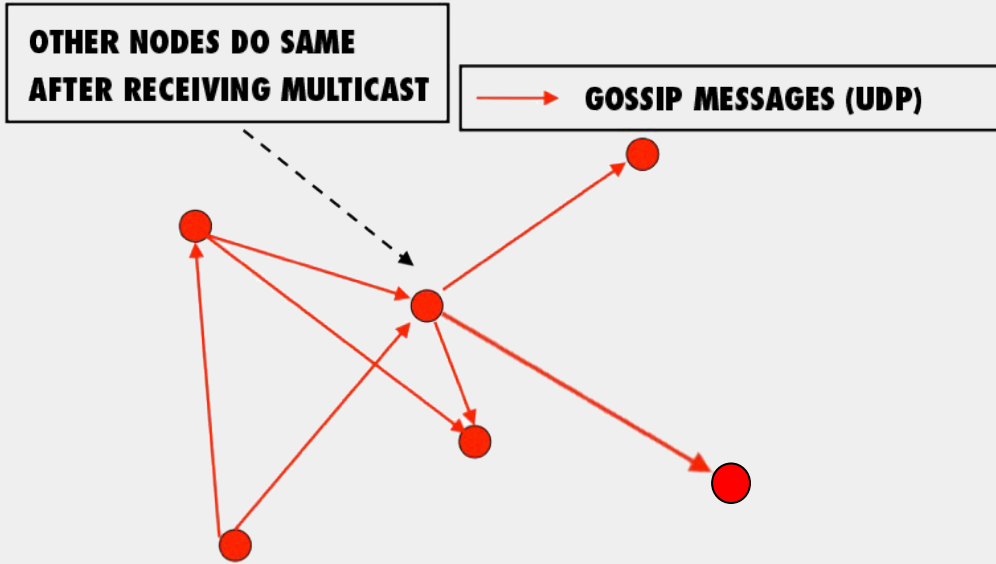 OTHER NODES DO SAME
AFTER RECEIVING MULTICAST
GOSSIP MESSAGES (UDP)